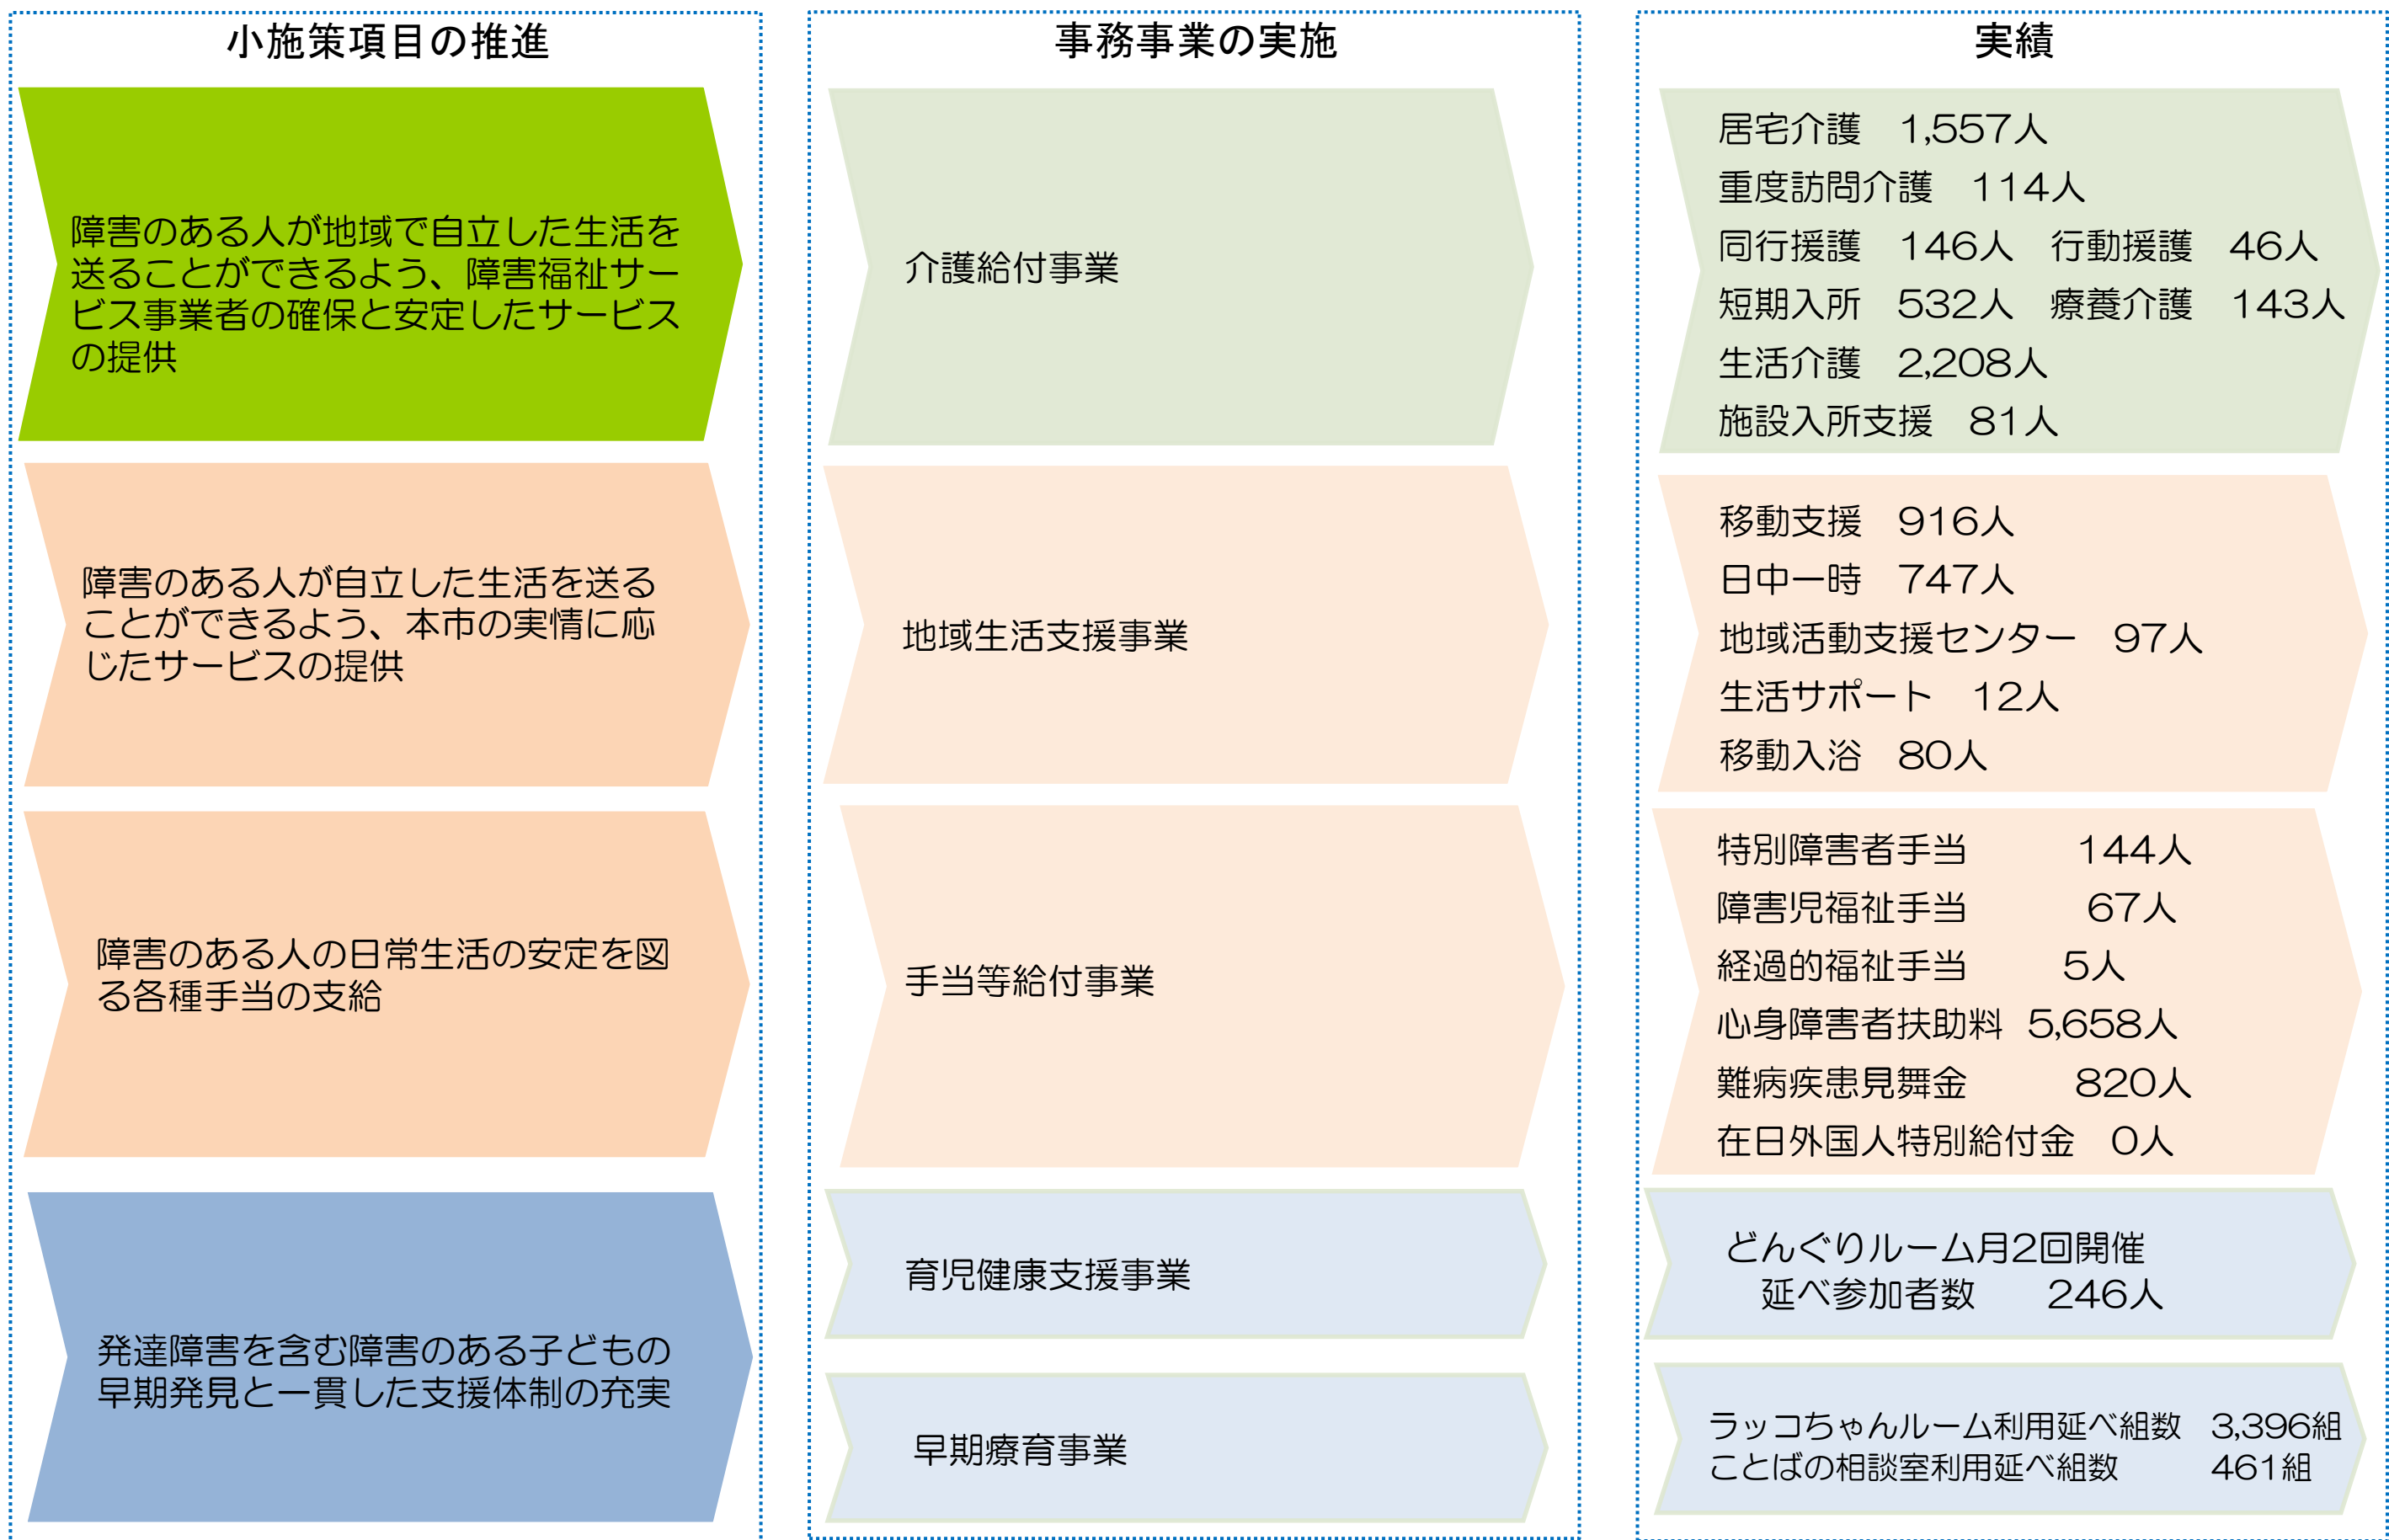 小施策項目の推進
事務事業の実施
実績
障害のある人が地域で自立した生活を
送ることができるよう、障害福祉サー
ビス事業者の確保と安定したサービス
の提供
介護給付事業
居宅介護　1,557人
重度訪問介護　114人
同行援護　146人　行動援護　46人
短期入所　532人　療養介護　143人
生活介護　2,208人
施設入所支援　81人
障害のある人が自立した生活を送る
ことができるよう、本市の実情に応
じたサービスの提供
地域生活支援事業
移動支援　916人
日中一時　747人
地域活動支援センター　97人
生活サポート　12人
移動入浴　80人
障害のある人の日常生活の安定を図
る各種手当の支給
手当等給付事業
特別障害者手当　　　144人
障害児福祉手当　　　67人
経過的福祉手当　　　5人
心身障害者扶助料　5,658人
難病疾患見舞金　　　820人
在日外国人特別給付金　0人
発達障害を含む障害のある子どもの
早期発見と一貫した支援体制の充実
育児健康支援事業
どんぐりルーム月2回開催
延べ参加者数　　246人
早期療育事業
ラッコちゃんルーム利用延べ組数　3,396組
ことばの相談室利用延べ組数　　　461組